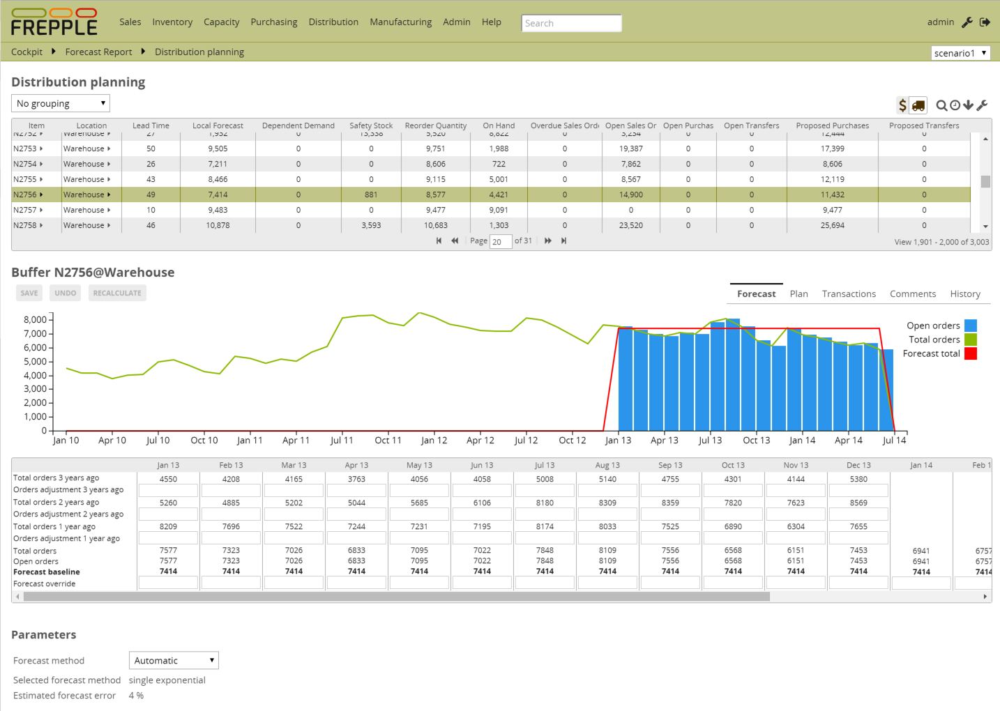 FREPPLE Sales Inventory Capacity Purchasing Distribution Manufacturing Admin Help Search admin
Cockpit Forecast Report Distribution planning scenario1
Distribution planning
No grouping
$
Item Location Lead Time Local Forecast Dependent Demand Safety Stock Reorder Quantity On Hand Overdue Sales Orde Open Sales Or Open Purchas Open Transfers Proposed Purchases Proposed Transfers
N2752 Warehouse 27 1,952 0 13,338 9,520 8,822 0 3,234 0 0 12,444 0
N2753 Warehouse 50 9,505 0 0 9,751 1,988 0 19,387 0 0 17,399 0
N2754 Warehouse 26 7,211 0 0 8,606 722 0 7,862 0 0 8,606 0
N2755 Warehouse 43 8,466 0 0 9,115 5,001 0 8,567 0 0 12,119 0
N2756 Warehouse 49 7,414 0 881 8,577 4,421 0 14,900 0 0 11,432 0
N2757 Warehouse 10 9,483 0 0 9,477 9,091 0 0 0 0 9,477 0
N2758 Warehouse 46 10,878 0 3,593 10,683 1,303 0 23,520 0 0 25,694 0
Page 20 of 31 View 1,901 - 2,000 of 3,003
Buffer N2756@Warehouse
SAVE UNDO RECALCULATE Forecast Plan Transactions Comments History
8,000
7,000
6,000
5,000
4,000
3,000
2,000
1,000
0
Jan 10 Apr 10 Jul 10 Oct 10 Jan 11 Apr 11 Jul 11 Oct 11 Jan 12 Apr 12 Jul 12 Oct 12 Jan 13 Apr 13 Jul 13 Oct 13 Jan 14 Apr 14 Jul 14
Open orders
Total orders
Forecast total
Jan 13 Feb 13 Mar 13 Apr 13 May 13 Jun 13 Jul 13 Aug 13 Sep 13 Oct 13 Nov 13 Dec 13 Jan 14 Feb 1
Total orders 3 years ago 4550 4208 4165 3763 4056 4058 5008 5140 4755 4301 4144 5380
Orders adjustment 3 years ago
Total orders 2 years ago 5260 4885 5202 5044 5685 6106 8180 8309 8359 7820 7623 8569
Orders adjustment 2 years ago
Total orders 1 year ago 8209 7696 7522 7244 7231 7195 8174 8033 7525 6890 6304 7655
Orders adjustment 1 year ago
Total orders 7577 7323 7026 6833 7095 7022 7848 8109 7556 6568 6151 7453 6941 6757
Open orders 7577 7323 7026 6833 7095 7022 7848 8109 7556 6568 6151 7453 6941 6757
Forecast baseline 7414 7414 7414 7414 7414 7414 7414 7414 7414 7414 7414 7414 7414 7414
Forecast override
Parameters
Forecast method Automatic
Selected forecast method single exponential
Estimated forecast error 4 %